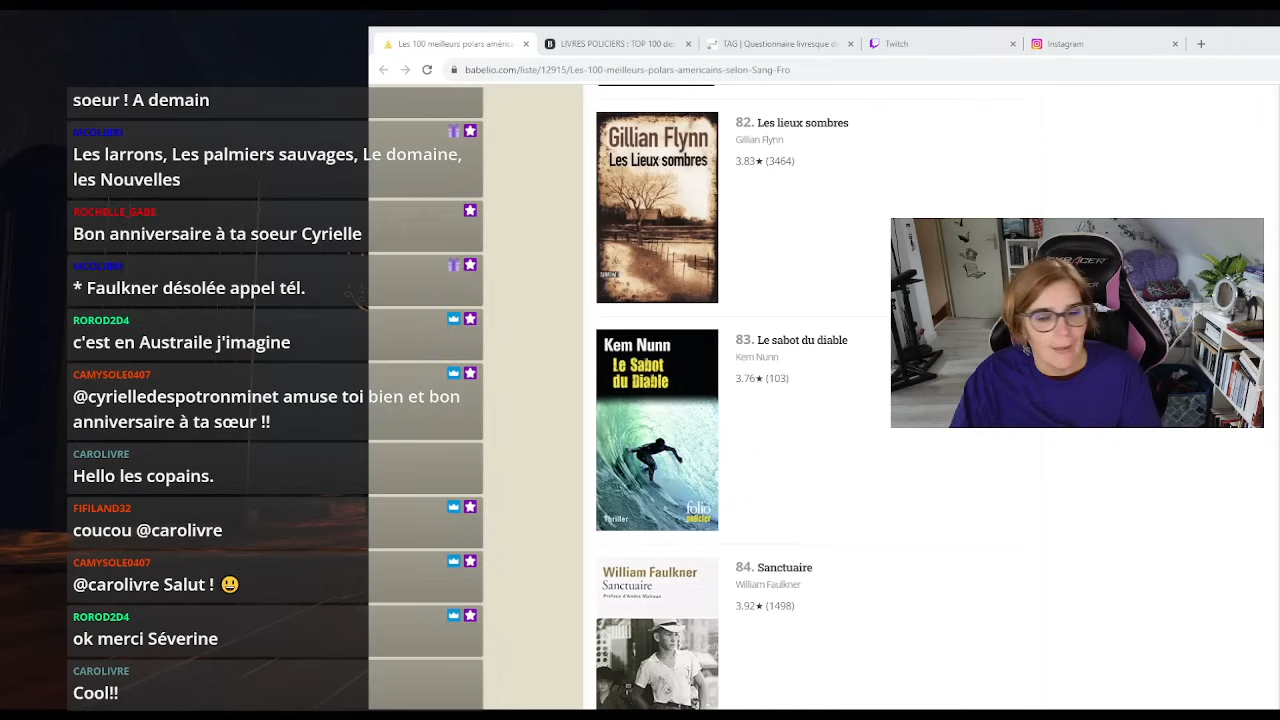 Les 100 meilleurs polars améric
LIVRES POLICIERS : TOP 100 des
TAG | Questionnaire livresque d
Twitch
Instagram
babelio.com/liste/12915/Les-100-meilleurs-polars-americains-selon-Sang-Fro
soeur ! A demain
MCOLIBRI
Les larrons, Les palmiers sauvages, Le domaine,
les Nouvelles
ROCHELLE_GABE
Bon anniversaire à ta soeur Cyrielle
MCOLIBRI
* Faulkner désolée appel tél.
ROROD2D4
c'est en Austraile j'imagine
CAMYSOLE0407
@cyrielledespotronminet amuse toi bien et bon
anniversaire à ta sœur !!
CAROLIVRE
Hello les copains.
FIFILAND32
coucou @carolivre
CAMYSOLE0407
@carolivre Salut ! 😀
ROROD2D4
ok merci Séverine
CAROLIVRE
Cool!!
Gillian Flynn
Les Lieux sombres
82. Les lieux sombres
Gillian Flynn
3.83★ (3464)
Kem Nunn
Le Sabot
du Diable
Thriller
folio
policier
83. Le sabot du diable
Kem Nunn
3.76★ (103)
William Faulkner
Sanctuaire
Préface d'André Malraux
84. Sanctuaire
William Faulkner
3.92★ (1498)